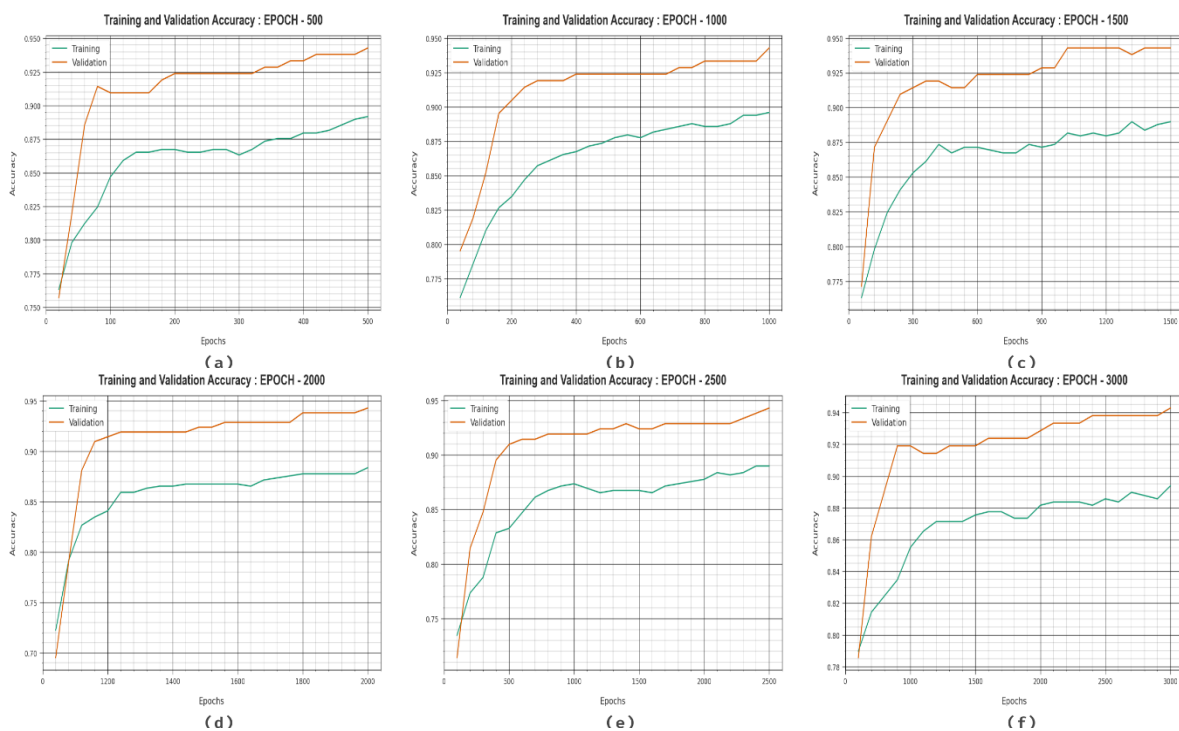 Training and Validation Accuracy : EPOCH - 500
0.950
0.925
0.900
0.875
0.850
0.825
0.800
0.775
0.750
Accuracy
Training
Validation
0 100 200 300 400 500
Epochs
(a)
Training and Validation Accuracy : EPOCH - 1000
0.950
0.925
0.900
0.875
0.850
0.825
0.800
0.775
Accuracy
Training
Validation
0 200 400 600 800 1000
Epochs
(b)
Training and Validation Accuracy : EPOCH - 1500
0.950
0.925
0.900
0.875
0.850
0.825
0.800
0.775
Accuracy
Training
Validation
0 300 600 900 1200 1500
Epochs
(c)
Training and Validation Accuracy : EPOCH - 2000
0.95
0.90
0.85
0.80
0.75
0.70
Accuracy
Training
Validation
0 1200 1400 1600 1800 2000
Epochs
(d)
Training and Validation Accuracy : EPOCH - 2500
0.95
0.90
0.85
0.80
0.75
Accuracy
Training
Validation
0 500 1000 1500 2000 2500
Epochs
(e)
Training and Validation Accuracy : EPOCH - 3000
0.94
0.92
0.90
0.88
0.86
0.84
0.82
0.80
0.78
Accuracy
Training
Validation
0 500 1000 1500 2000 2500 3000
Epochs
(f)